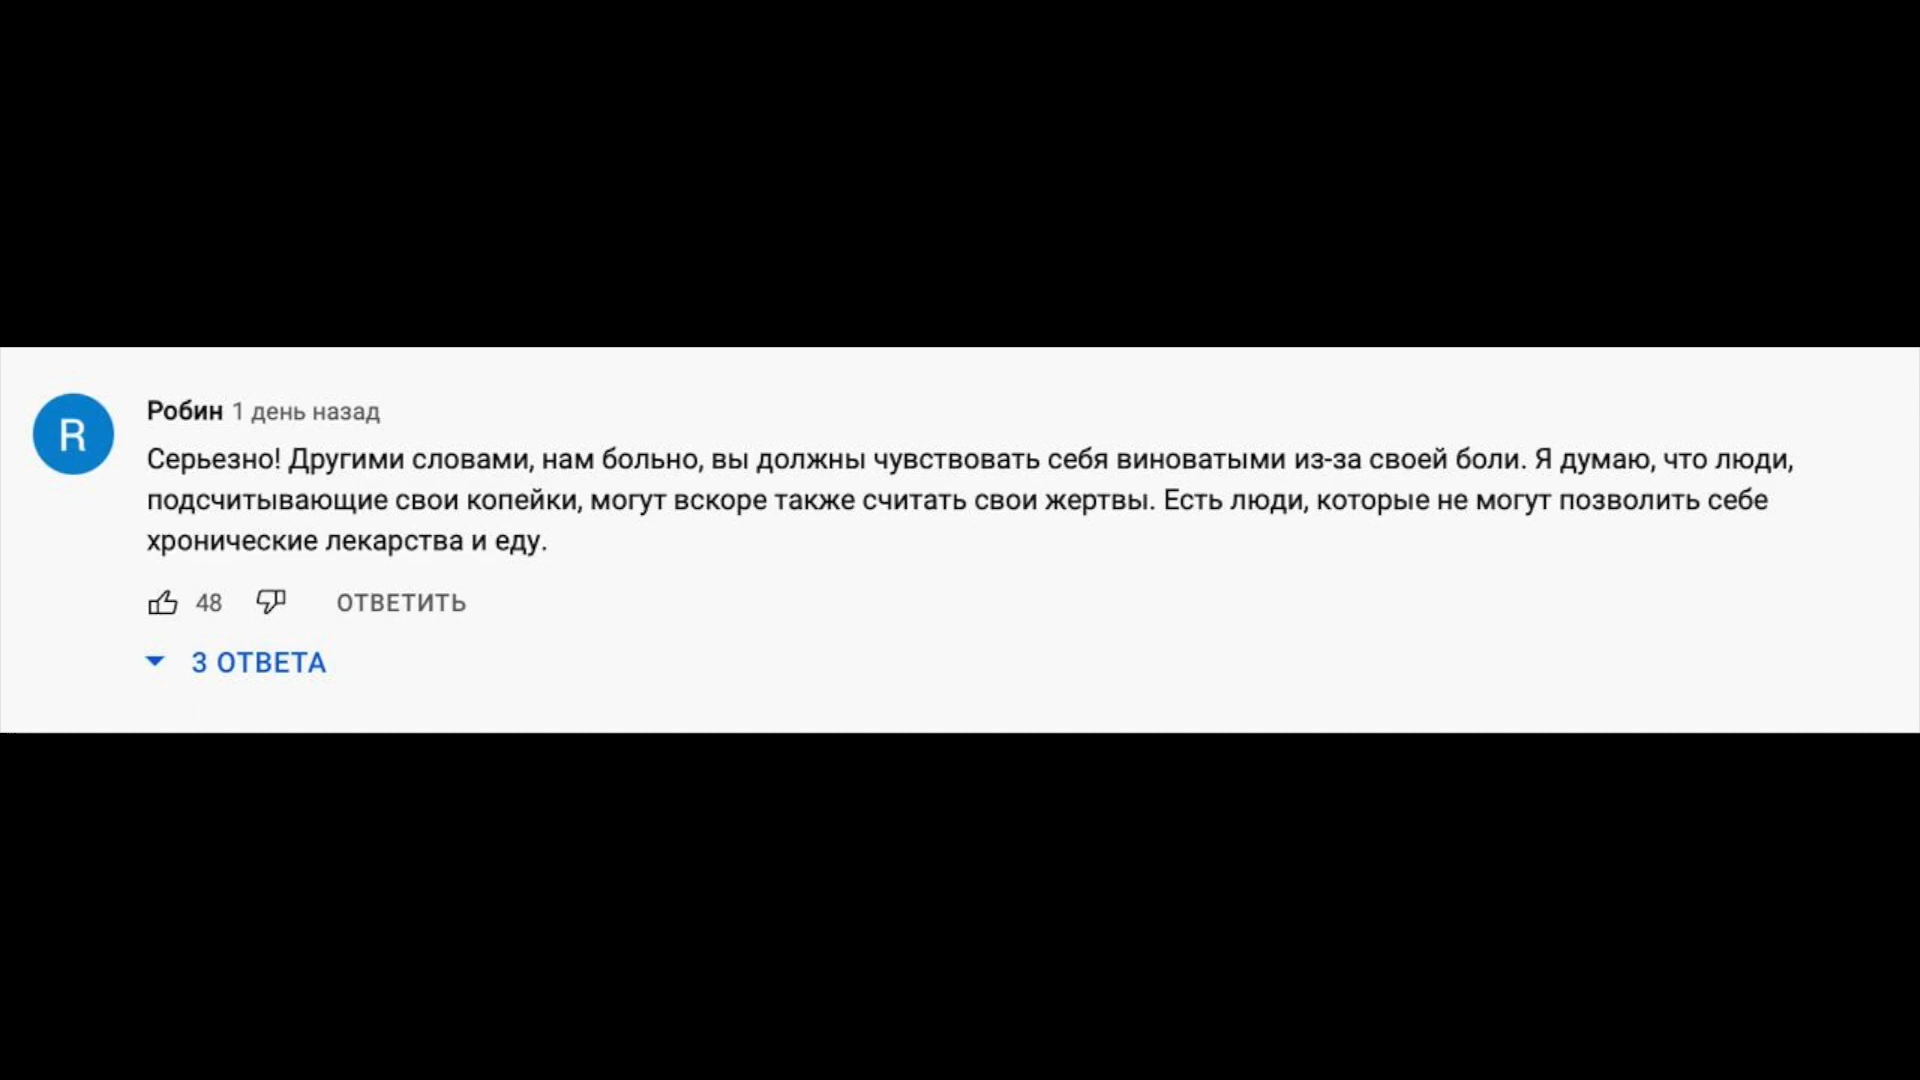 R
Робин 1 день назад
Серьезно! Другими словами, нам больно, вы должны чувствовать себя виноватыми из-за своей боли. Я думаю, что люди,
подсчитывающие свои копейки, могут вскоре также считать свои жертвы. Есть люди, которые не могут позволить себе
хронические лекарства и еду.
48 ОТВЕТИТЬ
3 ОТВЕТА